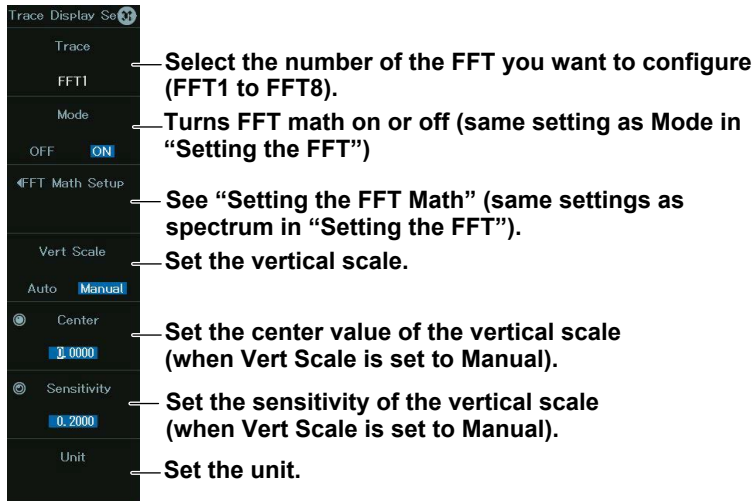 Trace Display Se
Trace
FFT1
Select the number of the FFT you want to configure
(FFT1 to FFT8).
Mode
OFF ON
Turns FFT math on or off (same setting as Mode in
“Setting the FFT”)
FFT Math Setup
See “Setting the FFT Math” (same settings as
spectrum in “Setting the FFT”).
Vert Scale
Auto Manual
Set the vertical scale.
Center
0.0000
Set the center value of the vertical scale
(when Vert Scale is set to Manual).
Sensitivity
0.2000
Set the sensitivity of the vertical scale
(when Vert Scale is set to Manual).
Unit
Set the unit.